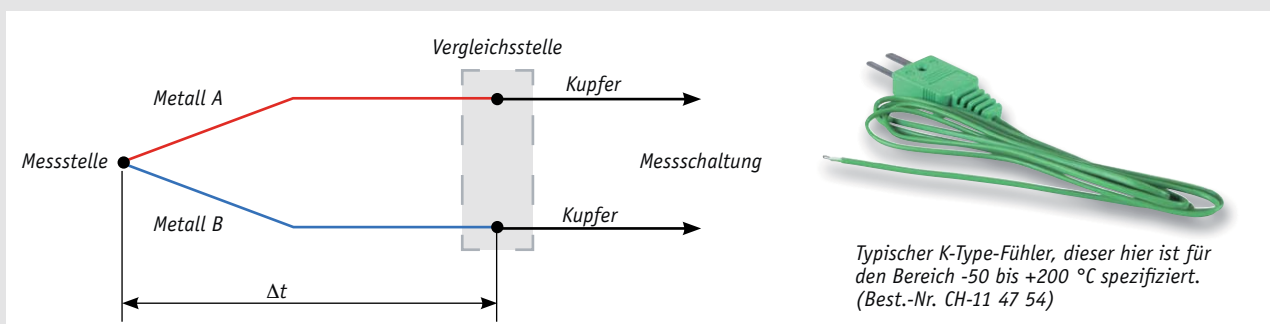 Vergleichsstelle
Metall A
Kupfer
Messstelle
Messschaltung
Metall B
Kupfer
Δt
Typischer K-Type-Fühler, dieser hier ist für
den Bereich -50 bis +200 °C spezifiziert.
(Best.-Nr. CH-11 47 54)